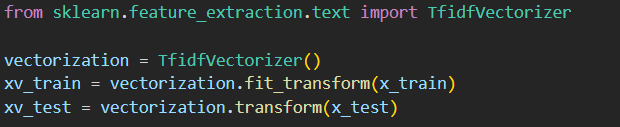 from sklearn.feature_extraction.text import TfidfVectorizer
vectorization = TfidfVectorizer()
xv_train = vectorization.fit_transform(x_train)
xv_test = vectorization.transform(x_test)